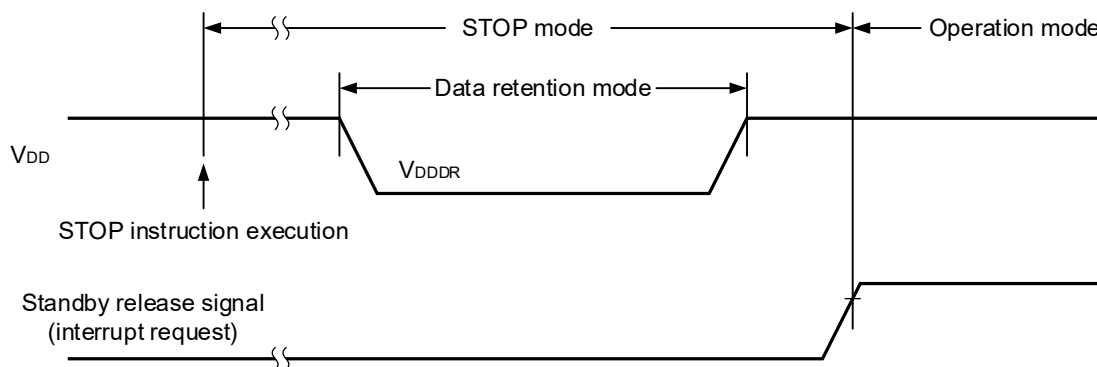 STOP mode
Operation mode
Data retention mode
VDD
VDDDR
STOP instruction execution
Standby release signal
(interrupt request)